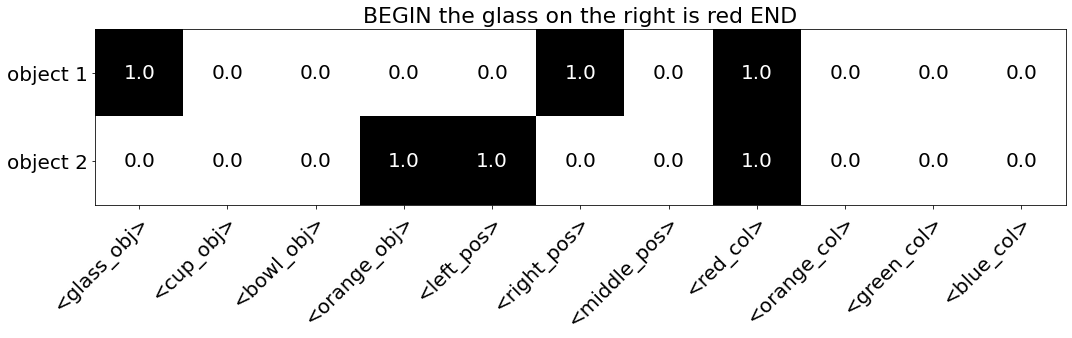 BEGIN the glass on the right is red END
object 1 1.0 0.0 0.0 0.0 0.0 1.0 0.0 1.0 0.0 0.0 0.0
object 2 0.0 0.0 0.0 1.0 1.0 0.0 0.0 1.0 0.0 0.0 0.0
<glass_obj> <cup_obj> <bowl_obj> <orange_obj> <left_pos> <right_pos> <middle_pos> <red_col> <orange_col> <green_col> <blue_col>